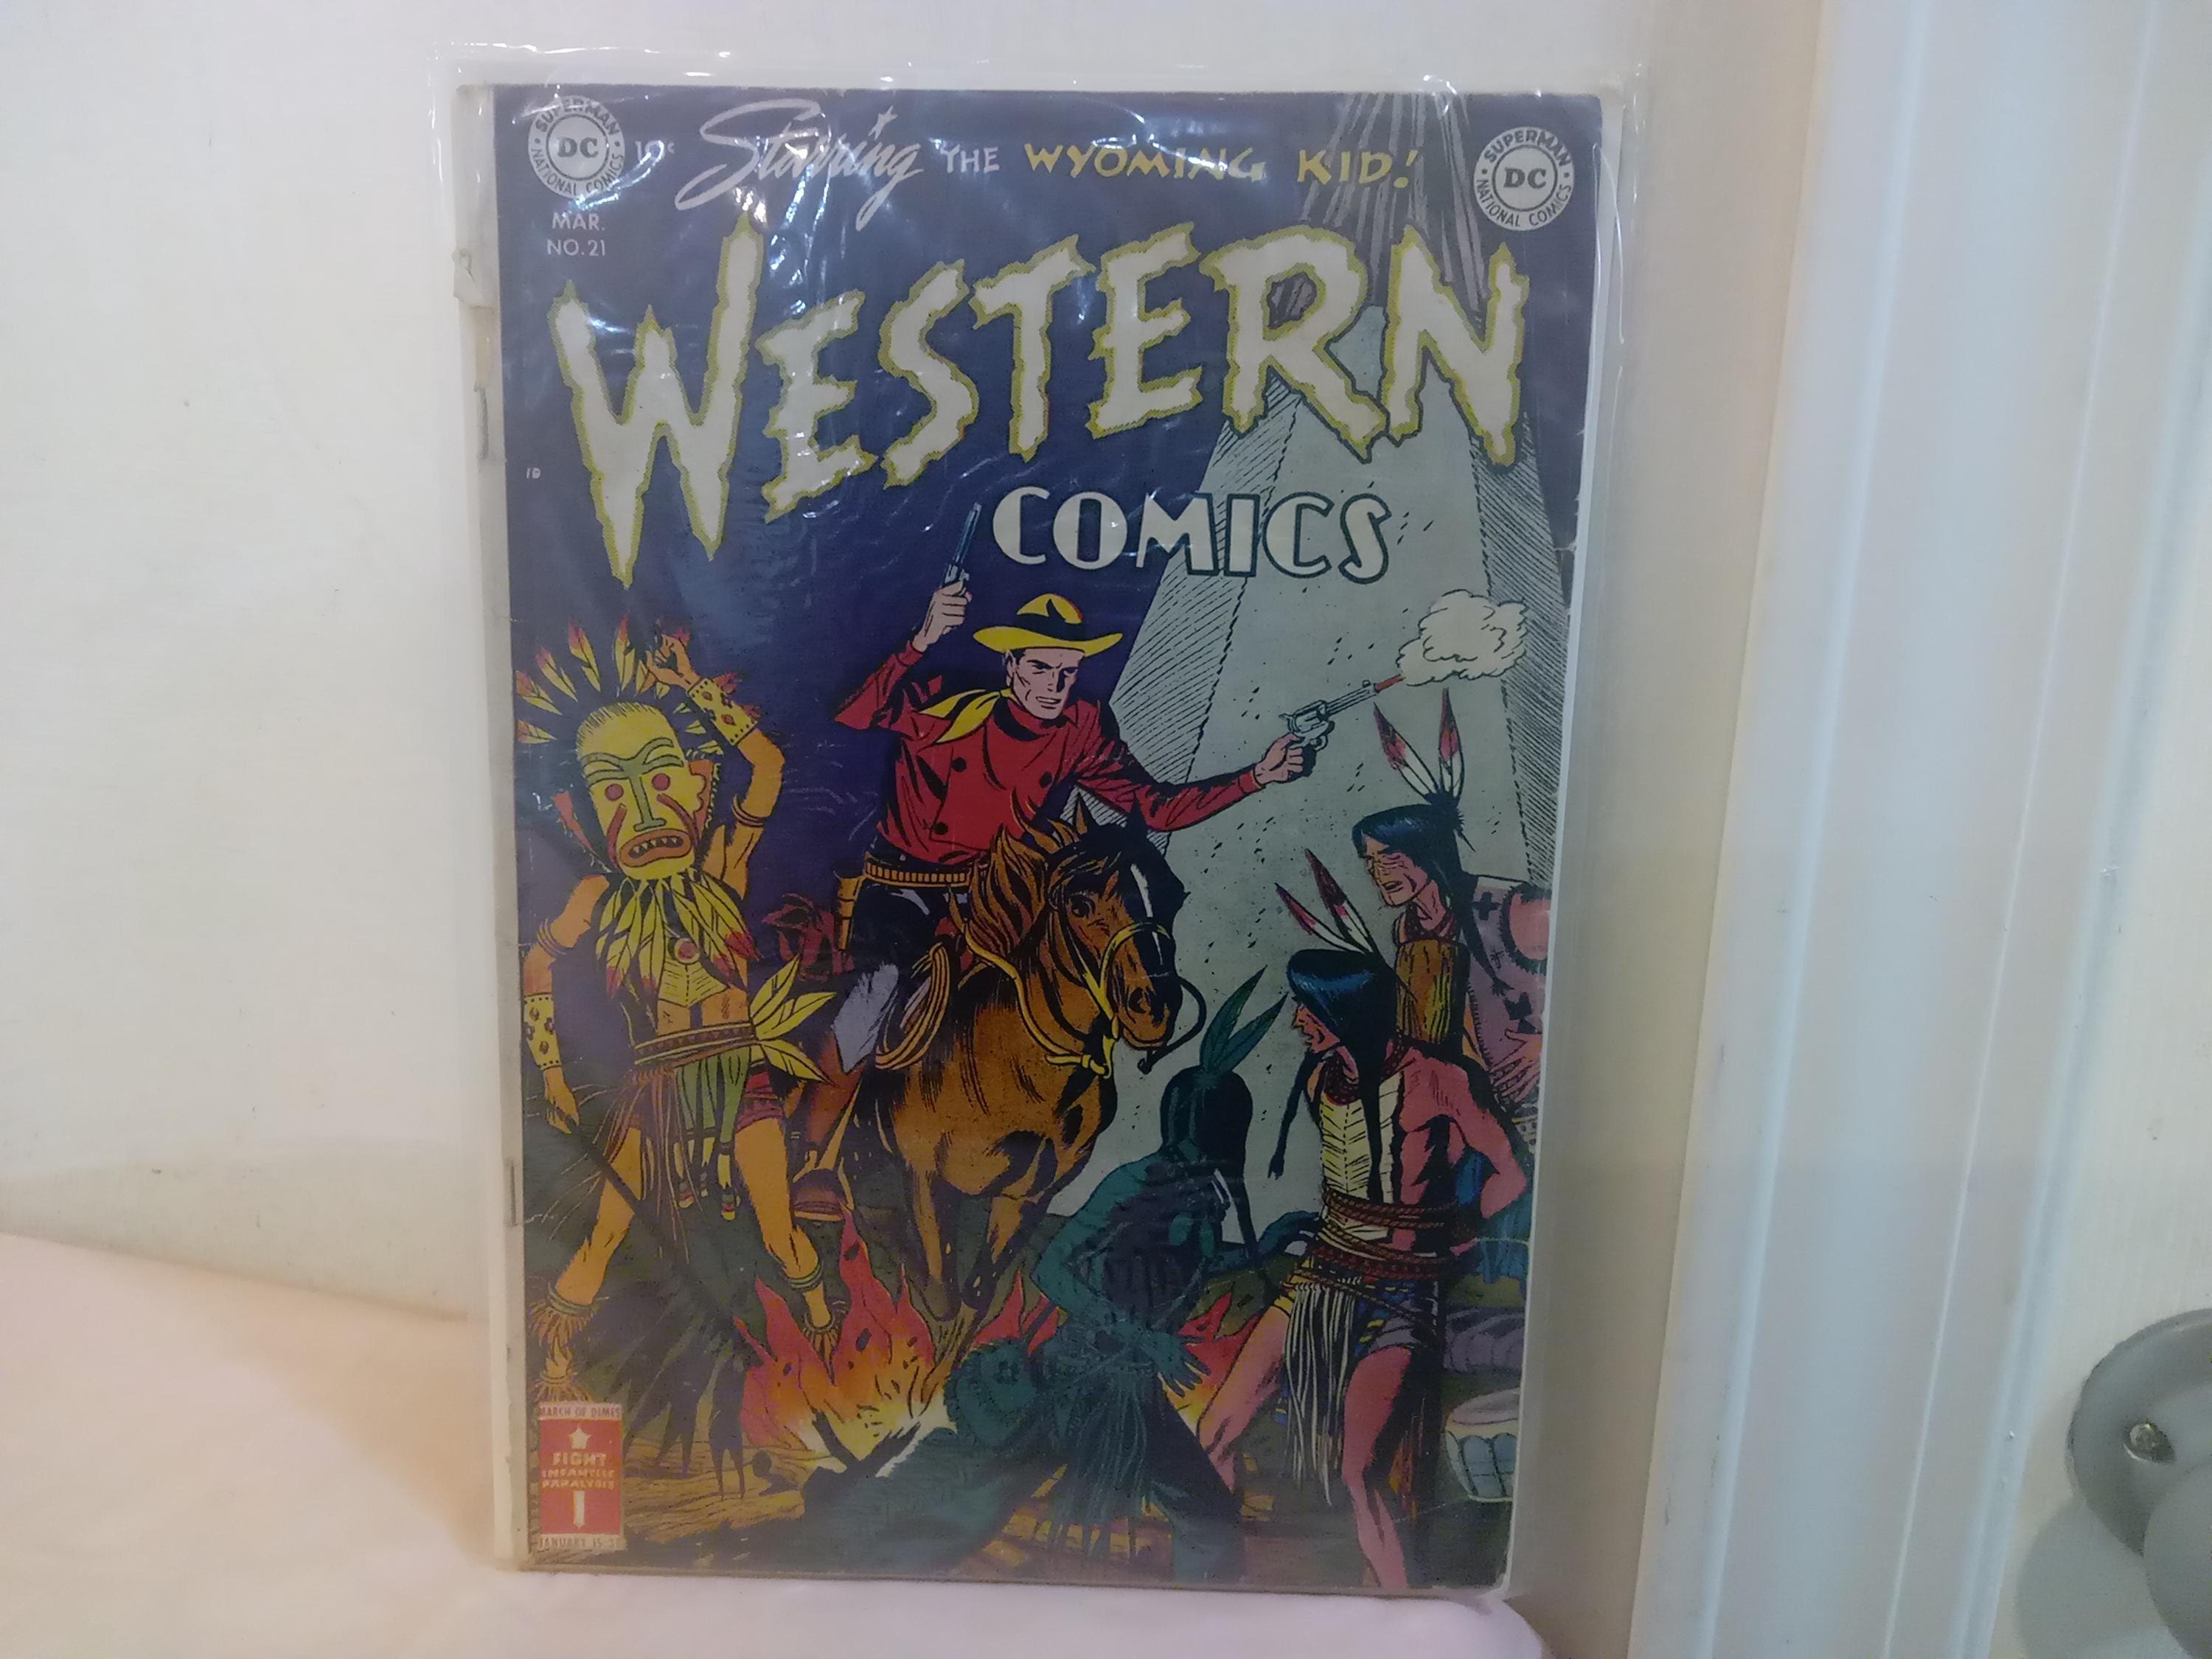 SUPERMAN
DC
NATIONAL COMICS
10¢
Starring THE WYOMING KID!
SUPERMAN
DC
NATIONAL COMICS
MAR.
NO.21
WESTERN
COMICS
MARCH OF DIMES
FIGHT
INFANTILE
PARALYSIS